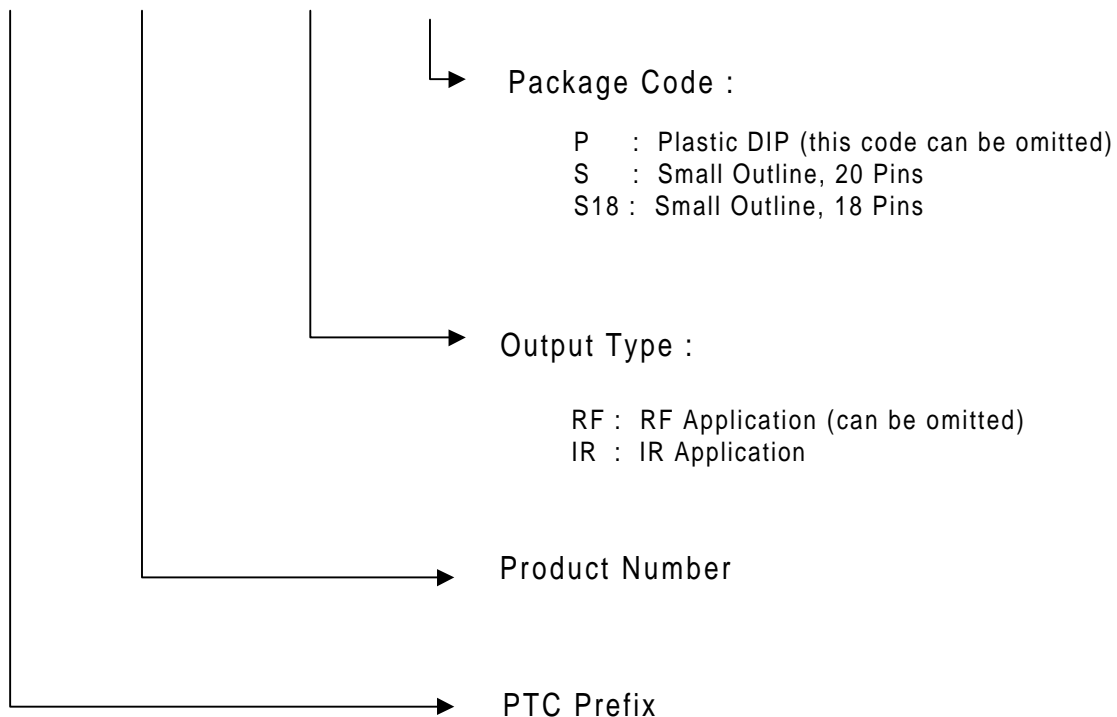 Package Code :
P : Plastic DIP (this code can be omitted)
S : Small Outline, 20 Pins
S18 : Small Outline, 18 Pins
Output Type :
RF : RF Application (can be omitted)
IR : IR Application
Product Number
PTC Prefix